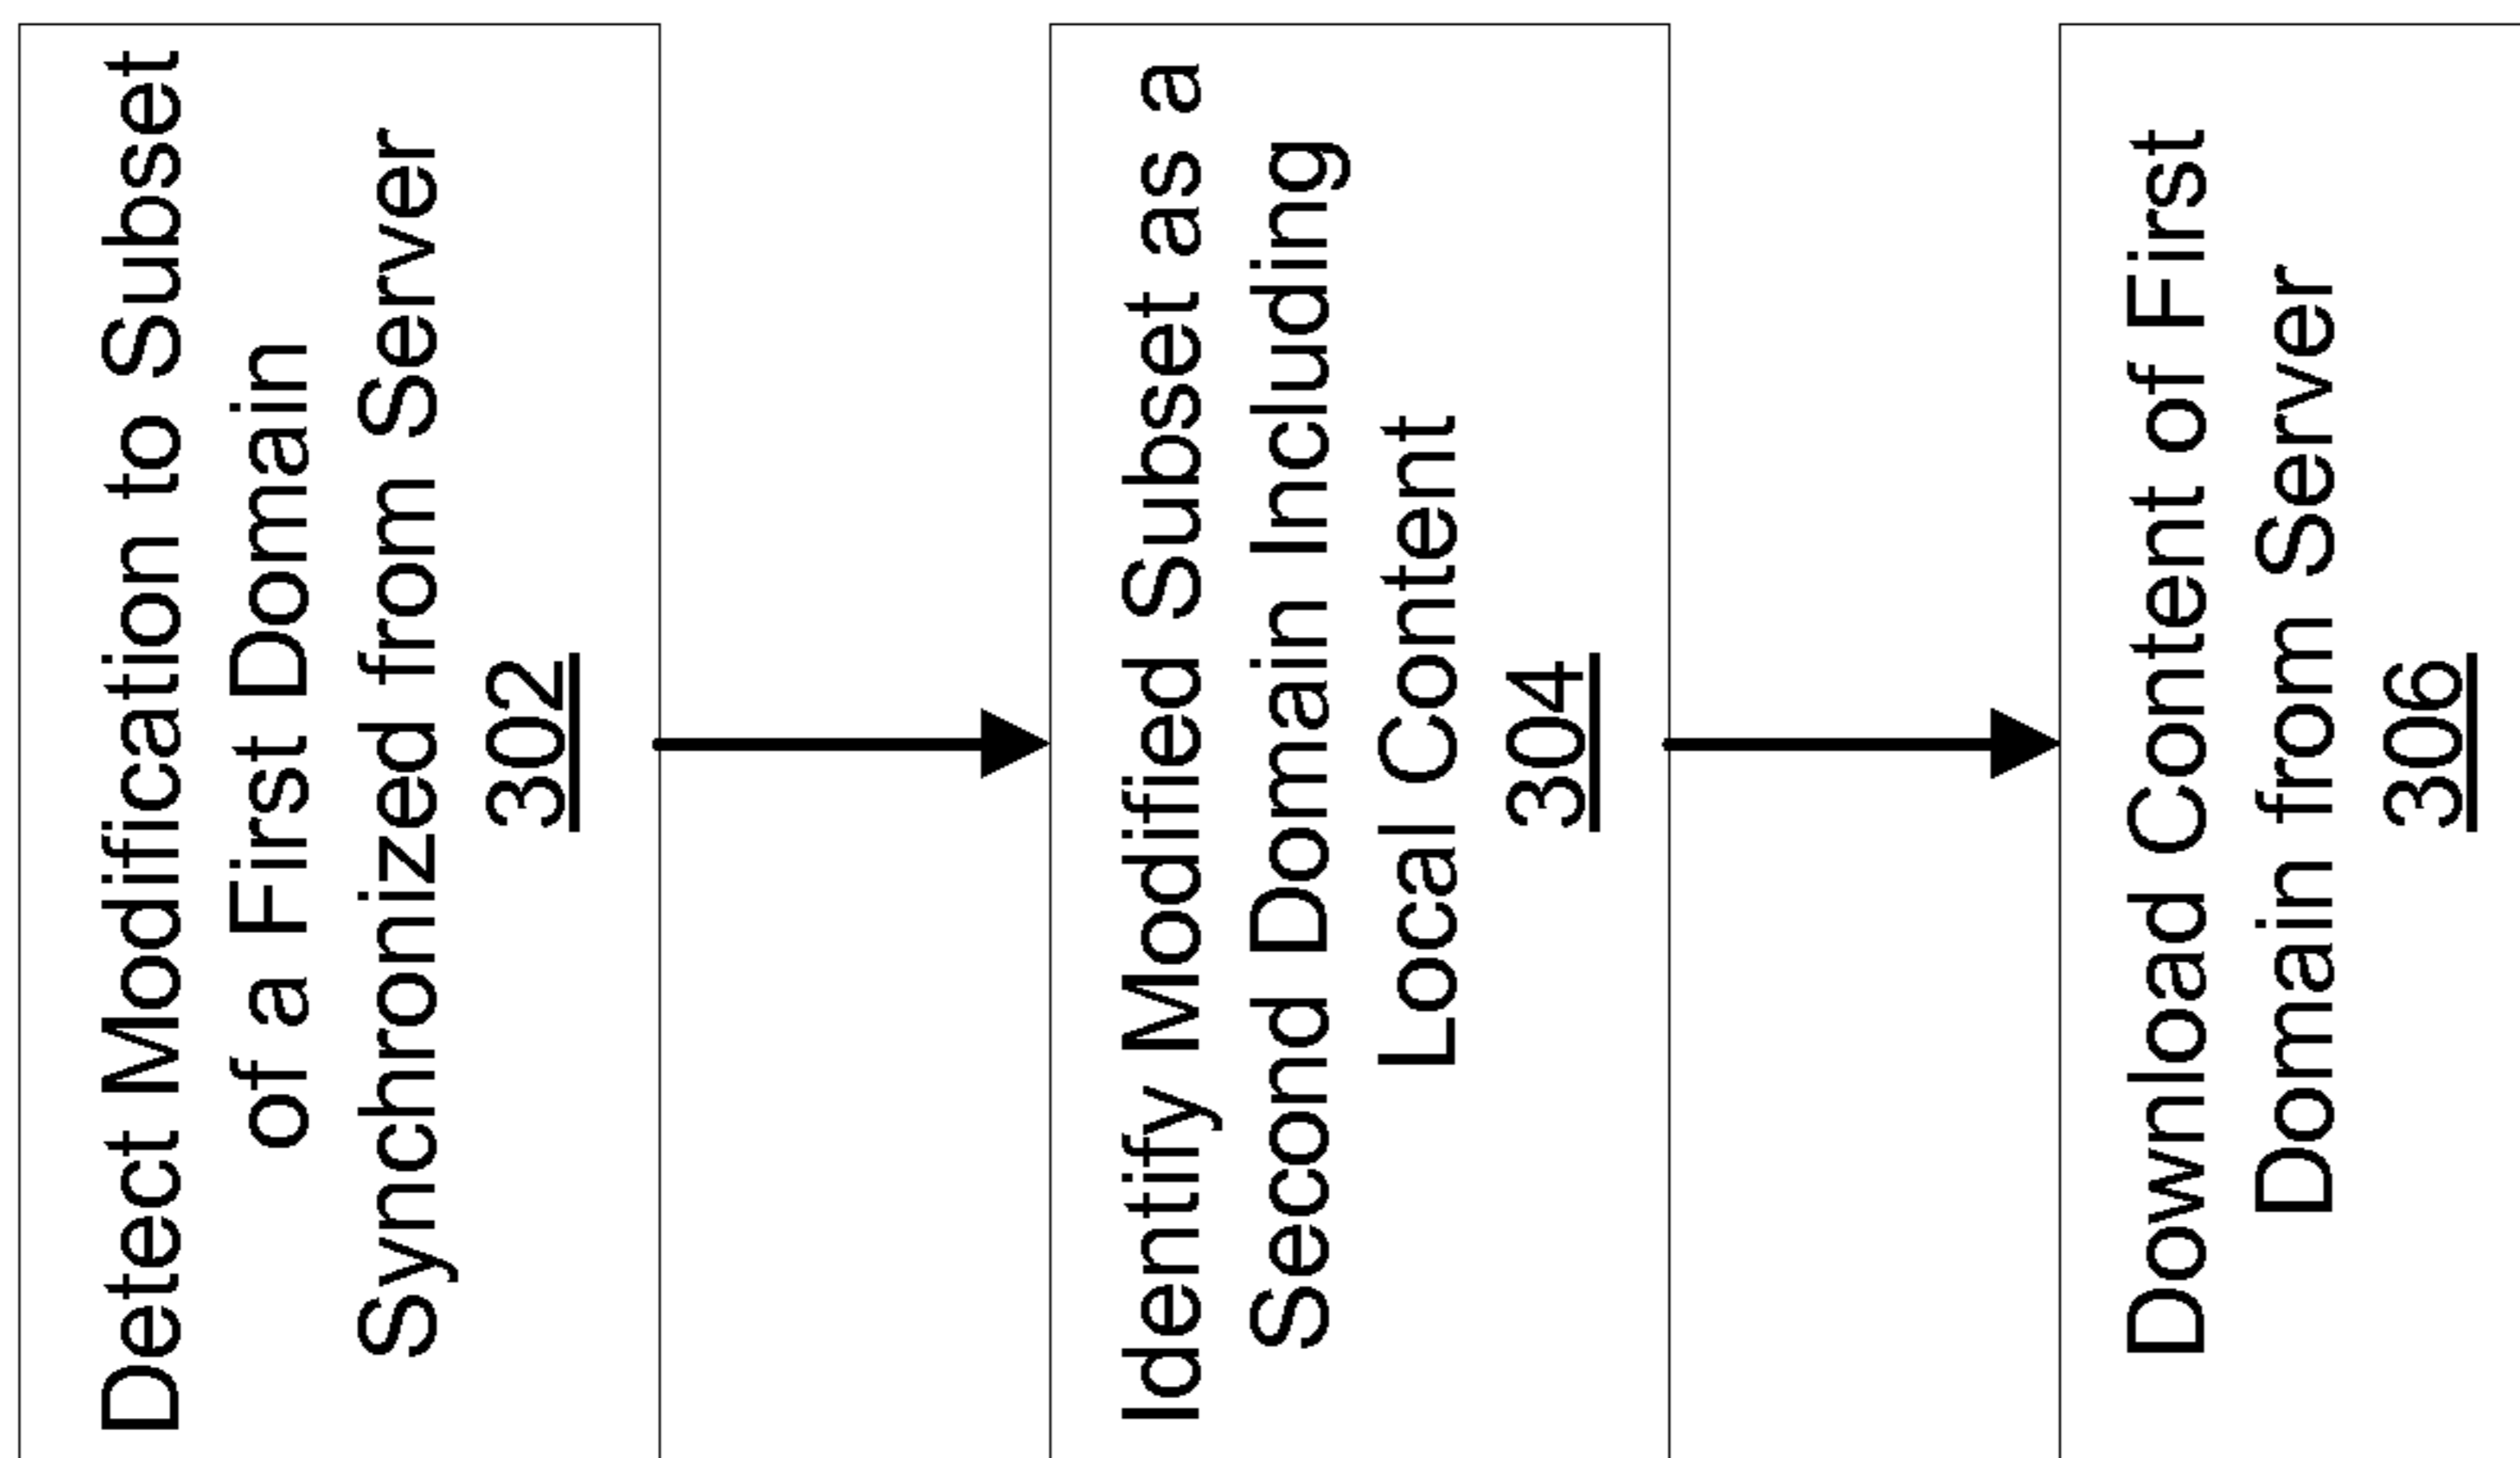 Detect Modification to Subset
of a First Domain
Synchronized from Server
302
Identify Modified Subset as a
Second Domain Including
Local Content
304
Download Content of First
Domain from Server
306